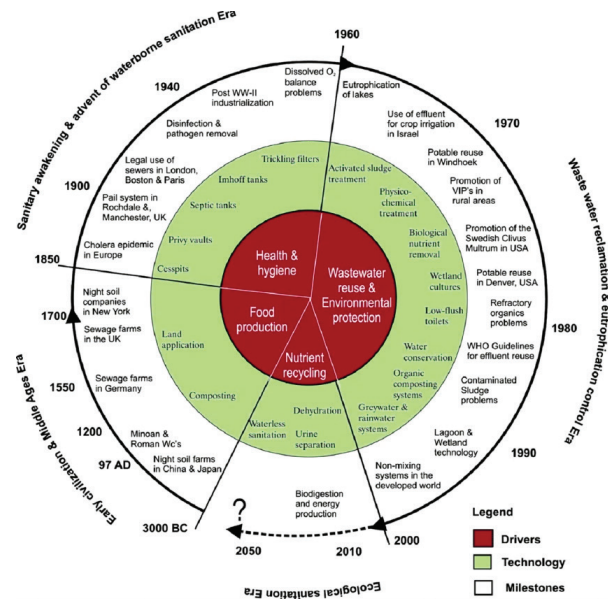 Sanitary awakening & advent of waterborne sanitation Era
Waste water reclamation & eutrophication control Era
Ecological sanitation Era
Early civilization & Middle Ages Era
1960
1970
1980
1990
2000
2010
2050
?
3000 BC
97 AD
1200
1550
1700
1850
1900
1940
Dissolved O₂
balance
problems
Post WW-II
industrialization
Disinfection &
pathogen removal
Legal use of
sewers in London,
Boston & Paris
Pail system in
Rochdale &,
Manchester, UK
Cholera epidemic
in Europe
Night soil
companies
in New York
Sewage farms
in the UK
Sewage farms
in Germany
Minoan &
Roman Wc's
Night soil farms
in China & Japan
Eutrophication
of lakes
Use of effluent
for crop irrigation
in Israel
Potable reuse
in Windhoek
Promotion of
VIP's in
rural areas
Promotion of the
Swedish Clivus
Multrum in USA
Potable reuse
in Denver, USA
Refractory
organics
problems
WHO Guidelines
for effluent reuse
Contaminated
Sludge
problems
Lagoon &
Wetland
technology
Non-mixing
systems in the
developed world
Biodigestion
and energy
production
Trickling filters
Imhoff tanks
Septic tanks
Privy vaults
Cesspits
Land
application
Composting
Activated sludge
treatment
Physico-
chemical
treatment
Biological
nutrient
removal
Wetland
cultures
Low-flush
toilets
Water
conservation
Organic
composting
systems
Greywater &
rainwater
systems
Dehydration
Urine
separation
Waterless
sanitation
Health &
hygiene
Wastewater
reuse &
Environmental
protection
Food
production
Nutrient
recycling
Legend
Drivers
Technology
Milestones